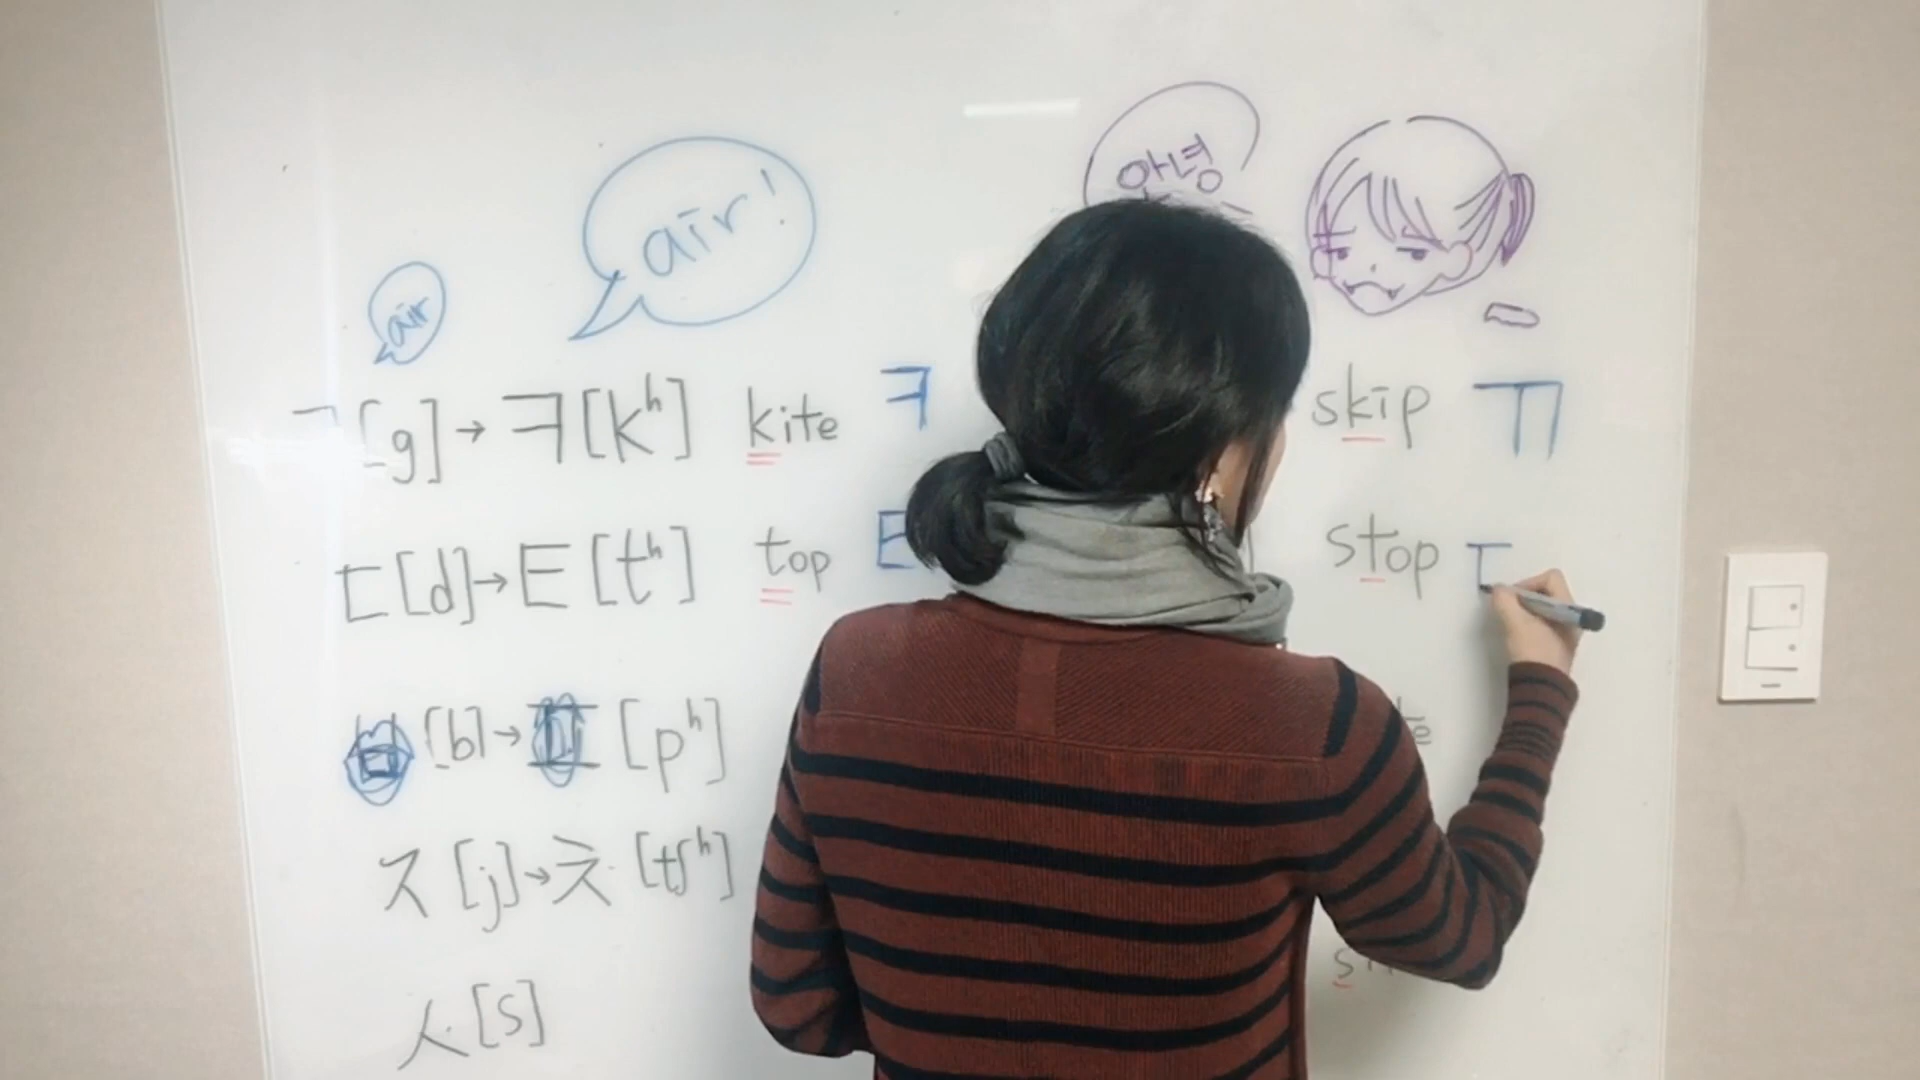 안녕
air!
air
ㄱ [g] → ㅋ [kʰ] kite ㅋ skip ㄲ
ㄷ [d] → ㅌ [tʰ] top ㅌ stop ㄷ
ㅂ [b] → ㅍ [pʰ]
ㅈ [j] → ㅊ [tʃʰ]
ㅅ [s]